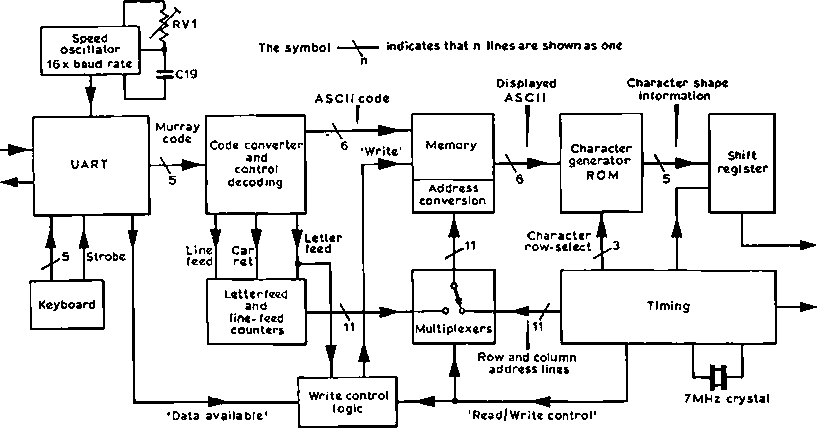 RV1
Speed
oscillator
16x baud rate
C19
The symbol n indicates that n lines are shown as one
ASCII code
Displayed
ASCII
Character shape
information
Murray
code
UART
5
Code converter
and
control
decoding
6
'Write'
Memory
Address
conversion
6
Character
generator
ROM
5
Shift
register
Line
feed
Car
ret
Letter
feed
11
Character
row-select
3
5
Strobe
Keyboard
Letterfeed
and
line-feed
counters
11
Multiplexers
11
Timing
Row and column
address lines
7MHz crystal
Write control
logic
'Data available'
'Read/Write control'